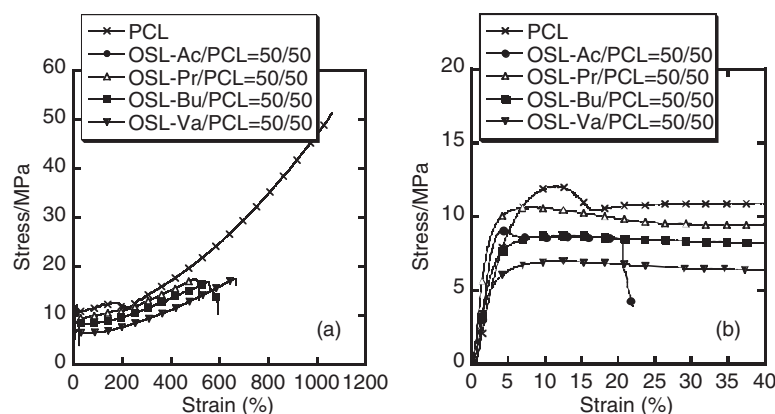 PCL
OSL-Ac/PCL=50/50
OSL-Pr/PCL=50/50
OSL-Bu/PCL=50/50
OSL-Va/PCL=50/50
60
50
40
30
20
10
0
Stress/MPa
0 200 400 600 800 1000 1200
Strain (%)
(a)
PCL
OSL-Ac/PCL=50/50
OSL-Pr/PCL=50/50
OSL-Bu/PCL=50/50
OSL-Va/PCL=50/50
20
15
10
5
0
Stress/MPa
0 5 10 15 20 25 30 35 40
Strain (%)
(b)